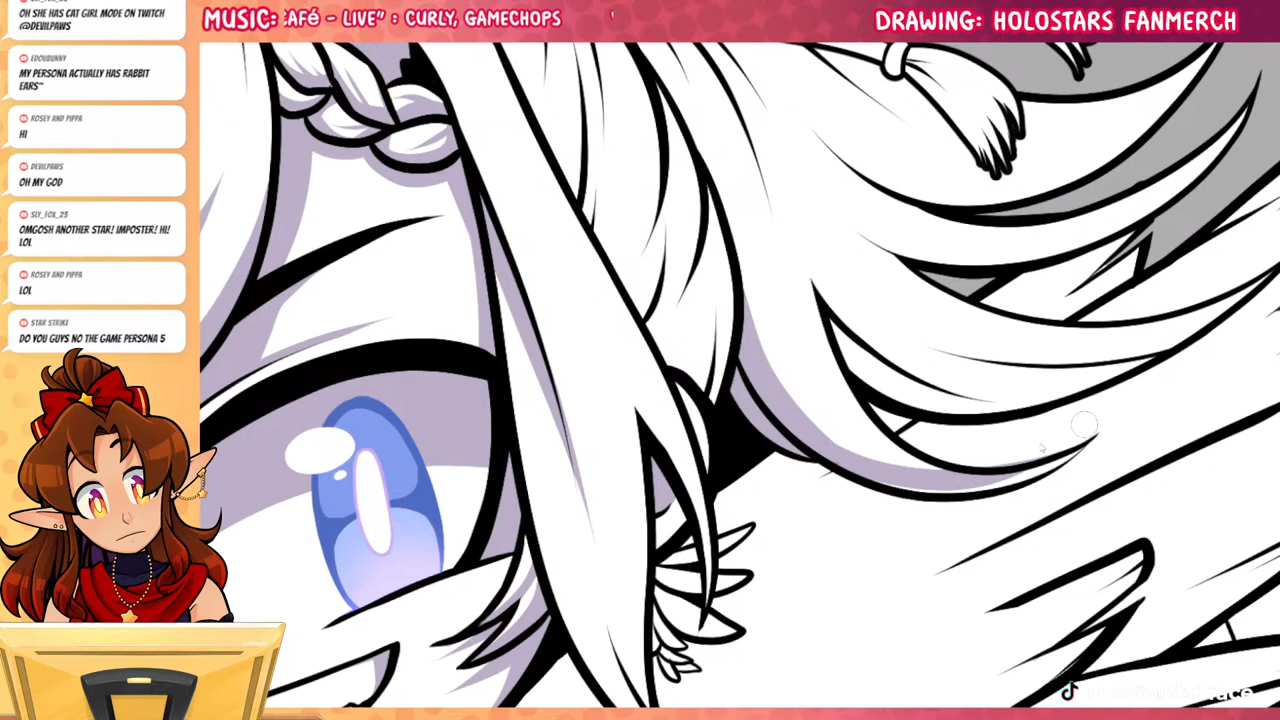 MUSIC: CAFÉ - LIVE" : CURLY, GAMECHOPS
DRAWING: HOLOSTARS FANMERCH
OH SHE HAS CAT GIRL MODE ON TWITCH
@DEVILPAWS
EDOUBUNNY
MY PERSONA ACTUALLY HAS RABBIT
EARS~
ROSEY AND PIPPA
HI
DEVILPAWS
OH MY GOD
SLY_FOX_23
OMGOSH ANOTHER STAR! IMPOSTER! HI!
LOL
ROSEY AND PIPPA
LOL
STAR STRIKE
DO YOU GUYS NO THE GAME PERSONA 5